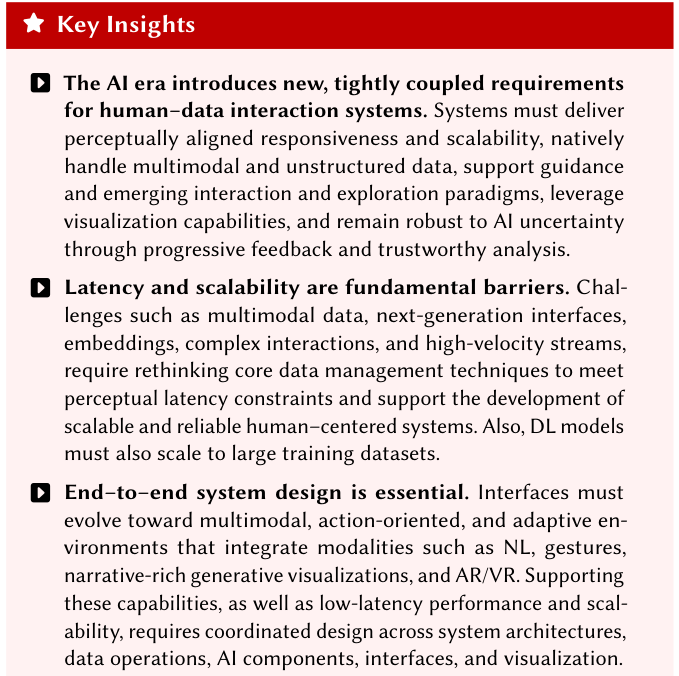 Key Insights
The AI era introduces new, tightly coupled requirements
for human–data interaction systems. Systems must deliver
perceptually aligned responsiveness and scalability, natively
handle multimodal and unstructured data, support guidance
and emerging interaction and exploration paradigms, leverage
visualization capabilities, and remain robust to AI uncertainty
through progressive feedback and trustworthy analysis.
Latency and scalability are fundamental barriers. Chal-
lenges such as multimodal data, next-generation interfaces,
embeddings, complex interactions, and high-velocity streams,
require rethinking core data management techniques to meet
perceptual latency constraints and support the development of
scalable and reliable human–centered systems. Also, DL models
must also scale to large training datasets.
End–to–end system design is essential. Interfaces must
evolve toward multimodal, action-oriented, and adaptive en-
vironments that integrate modalities such as NL, gestures,
narrative-rich generative visualizations, and AR/VR. Supporting
these capabilities, as well as low-latency performance and scal-
ability, requires coordinated design across system architectures,
data operations, AI components, interfaces, and visualization.